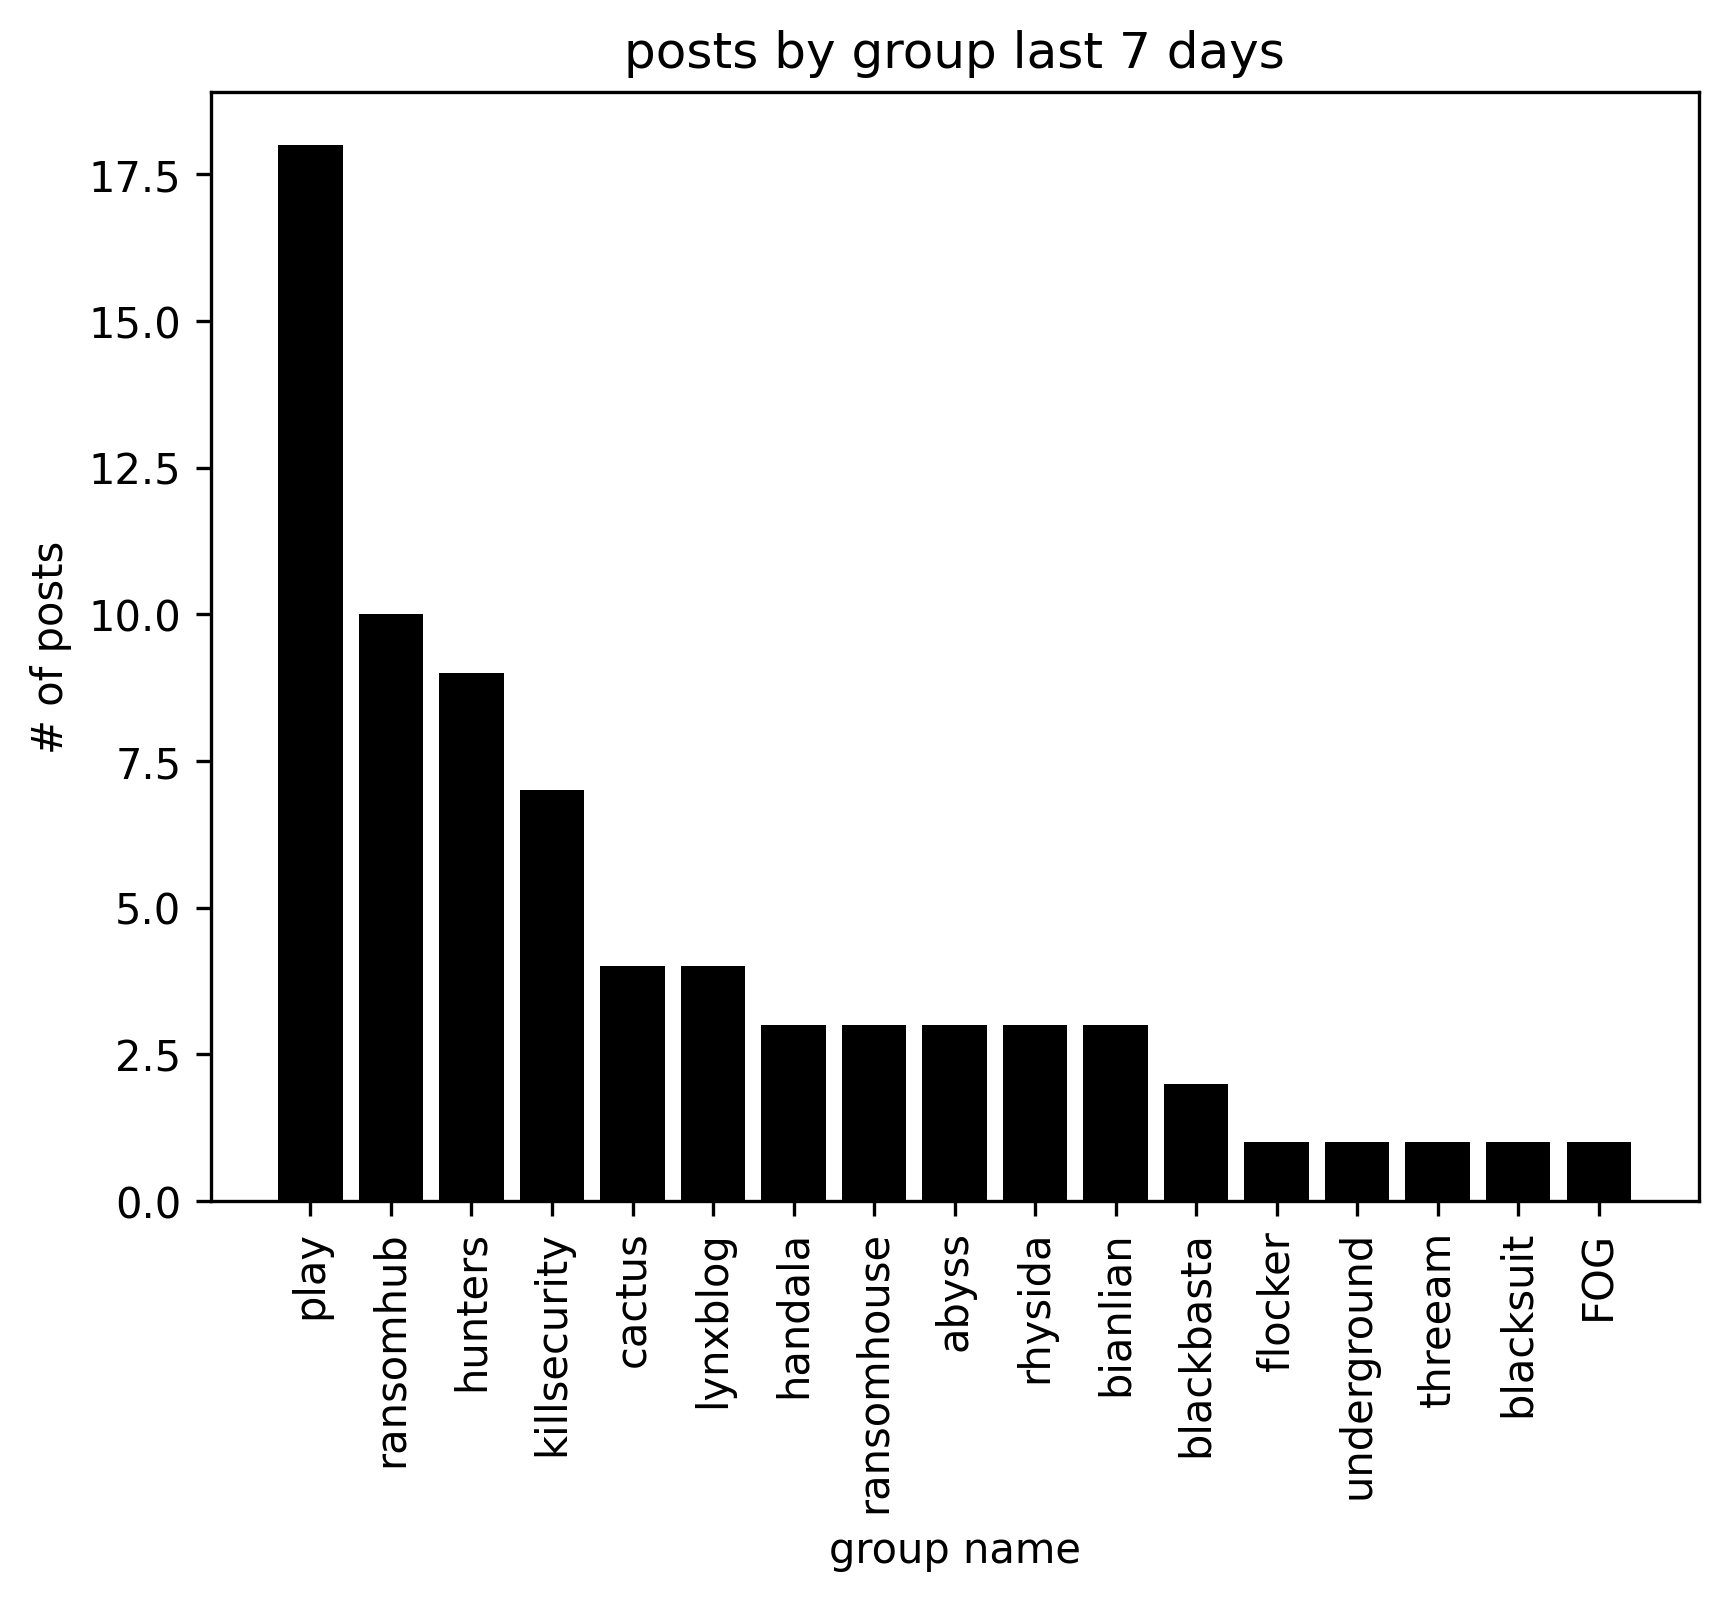 posts by group last 7 days
# of posts
17.5
15.0
12.5
10.0
7.5
5.0
2.5
0.0
play
ransomhub
hunters
killsecurity
cactus
lynxblog
handala
ransomhouse
abyss
rhysida
bianlian
blackbasta
flocker
underground
threeam
blacksuit
FOG
group name